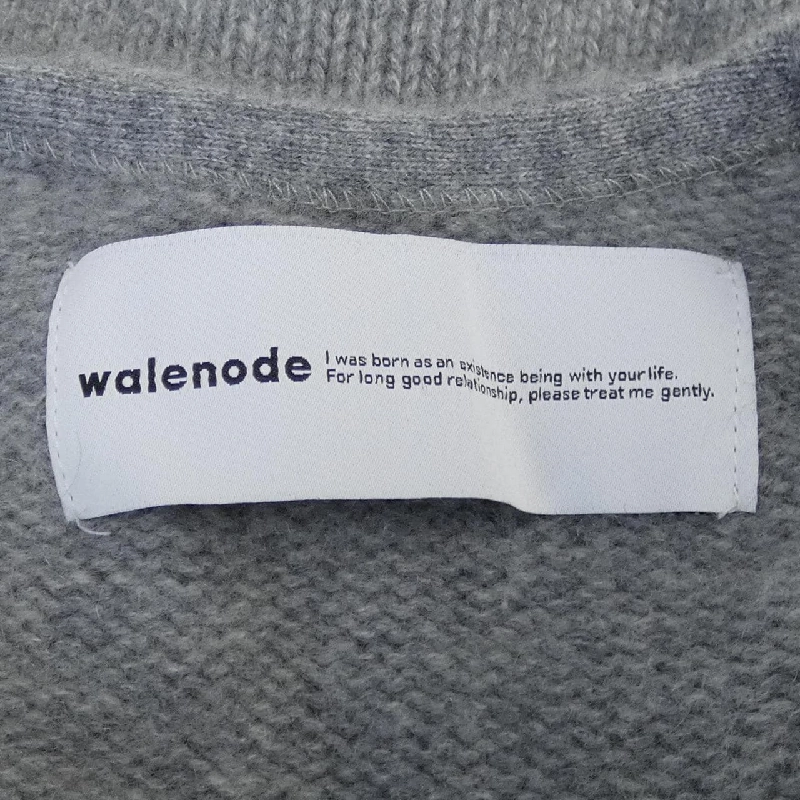 walenode
I was born as an existence being with your life.
For long good relationship, please treat me gently.